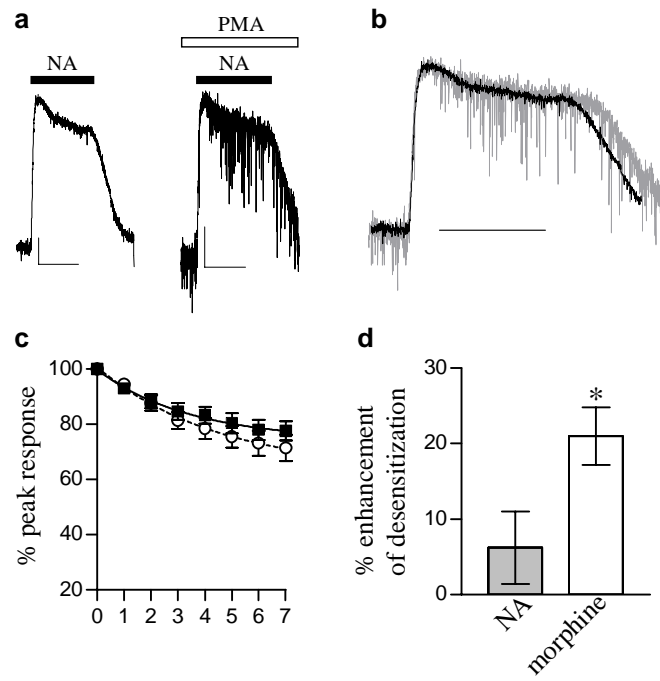 a
NA
PMA
NA
b
c
% peak response
100
80
60
40
20
0 1 2 3 4 5 6 7
d
% enhancement
of desensitization
30
20
10
0
*
NA
morphine